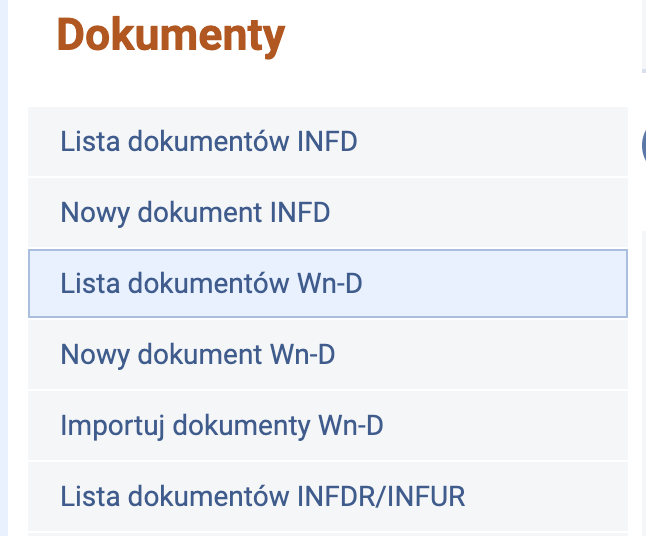 Dokumenty
Lista dokumentów INFD
Nowy dokument INFD
Lista dokumentów Wn-D
Nowy dokument Wn-D
Importuj dokumenty Wn-D
Lista dokumentów INFDR/INFUR